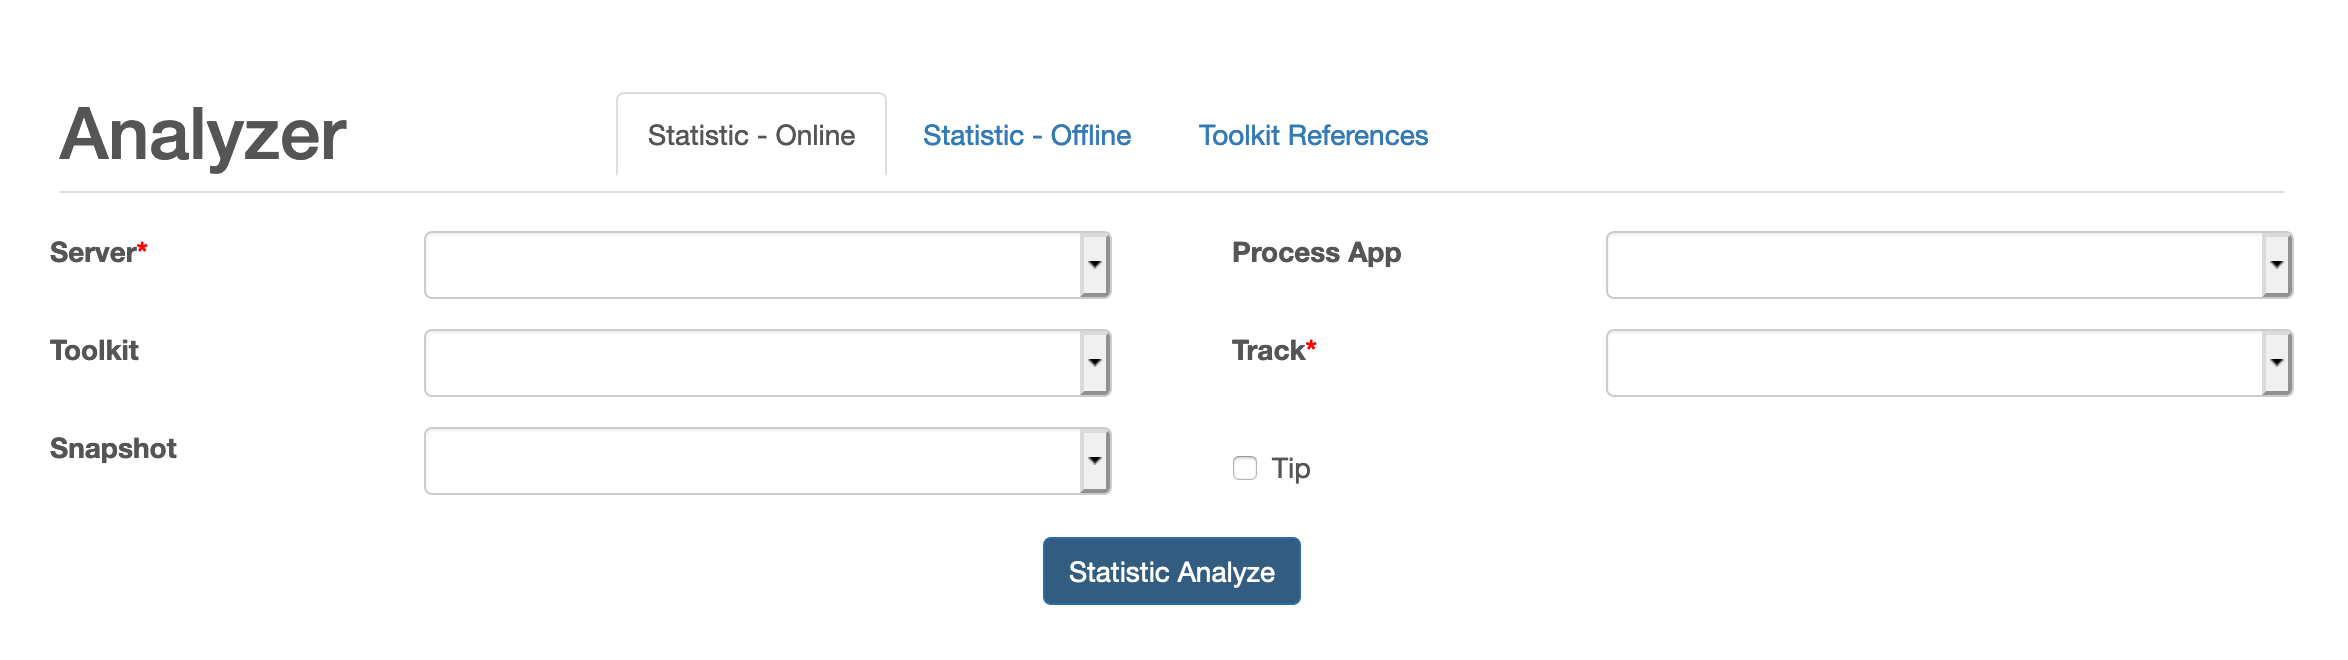 Analyzer
Statistic - Online
Statistic - Offline
Toolkit References
Server*
Process App
Toolkit
Track*
Snapshot
Tip
Statistic Analyze